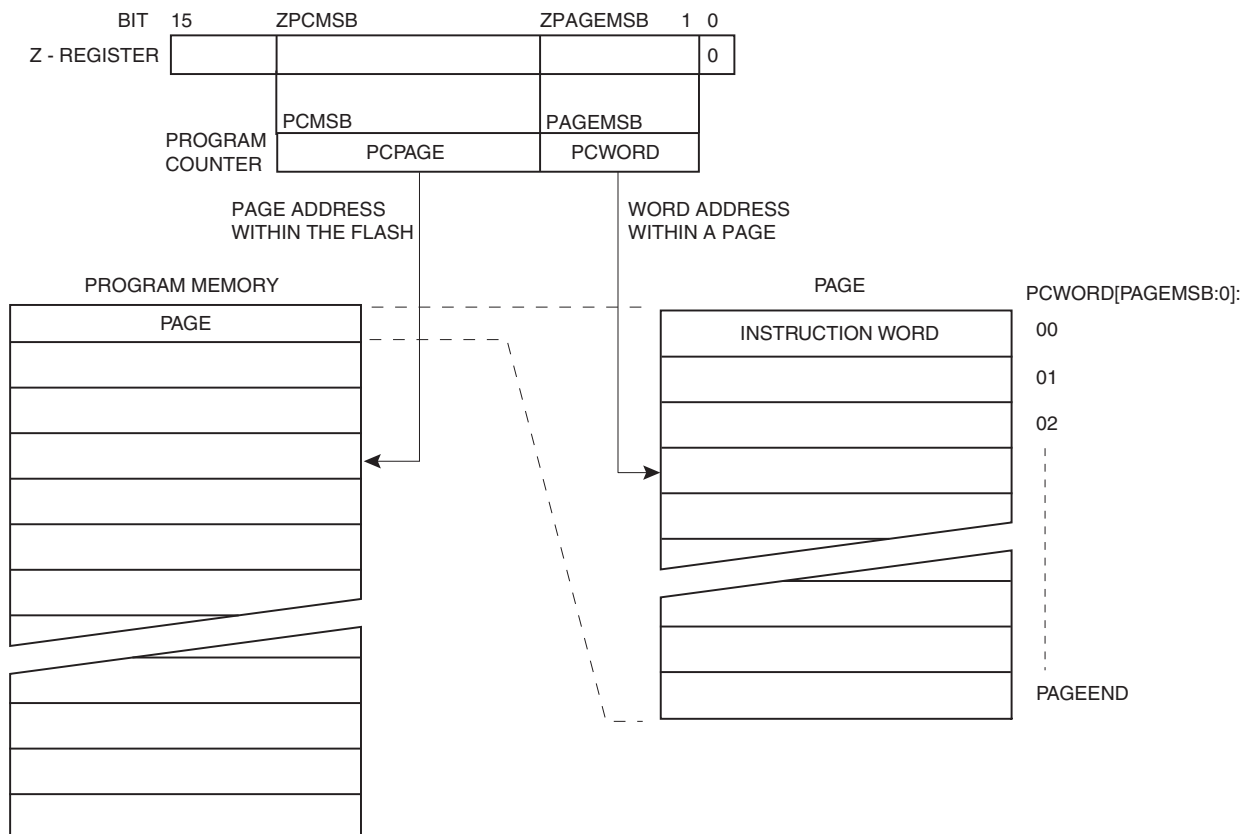 BIT 15 ZPCMSB ZPAGEMSB 1 0
Z - REGISTER 0
PCMSB PAGEMSB
PROGRAM
COUNTER
PCPAGE PCWORD
PAGE ADDRESS
WITHIN THE FLASH
WORD ADDRESS
WITHIN A PAGE
PROGRAM MEMORY
PAGE
PAGE
PCWORD[PAGEMSB:0]:
INSTRUCTION WORD 00
01
02
PAGEEND